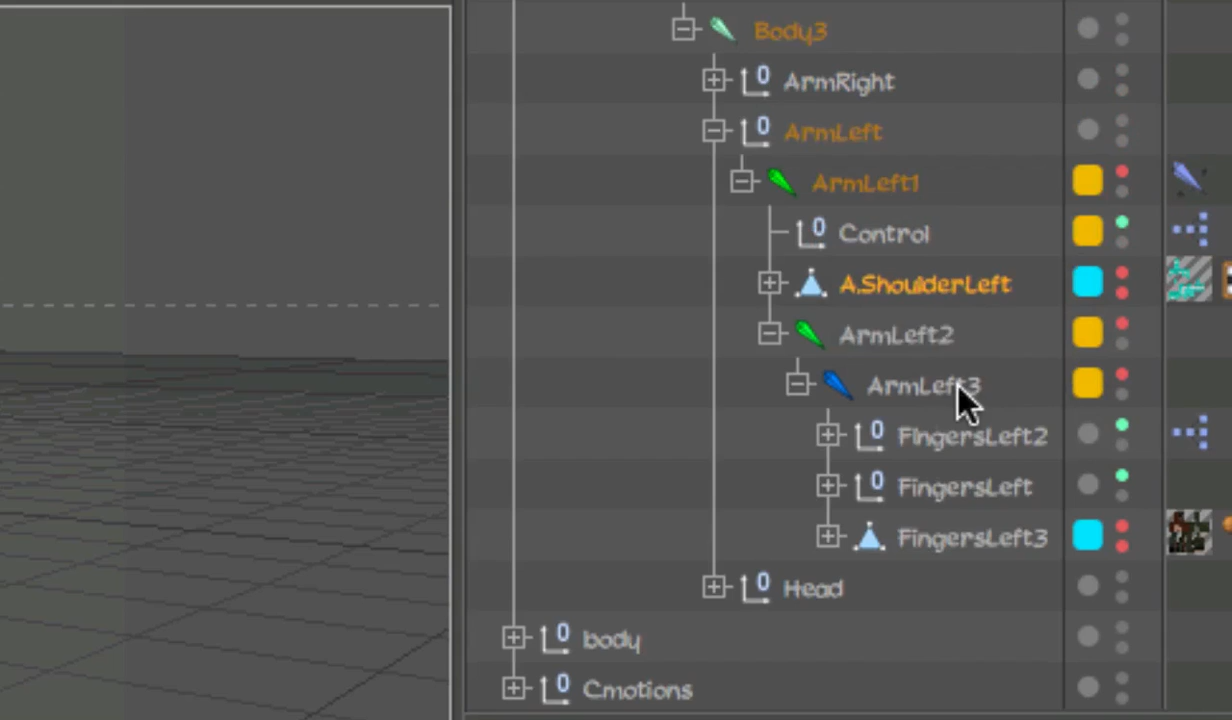 Body3
ArmRight
ArmLeft
ArmLeft1
Control
A.ShoulderLeft
ArmLeft2
ArmLeft3
FingersLeft2
FingersLeft
FingersLeft3
Head
body
Cmotions